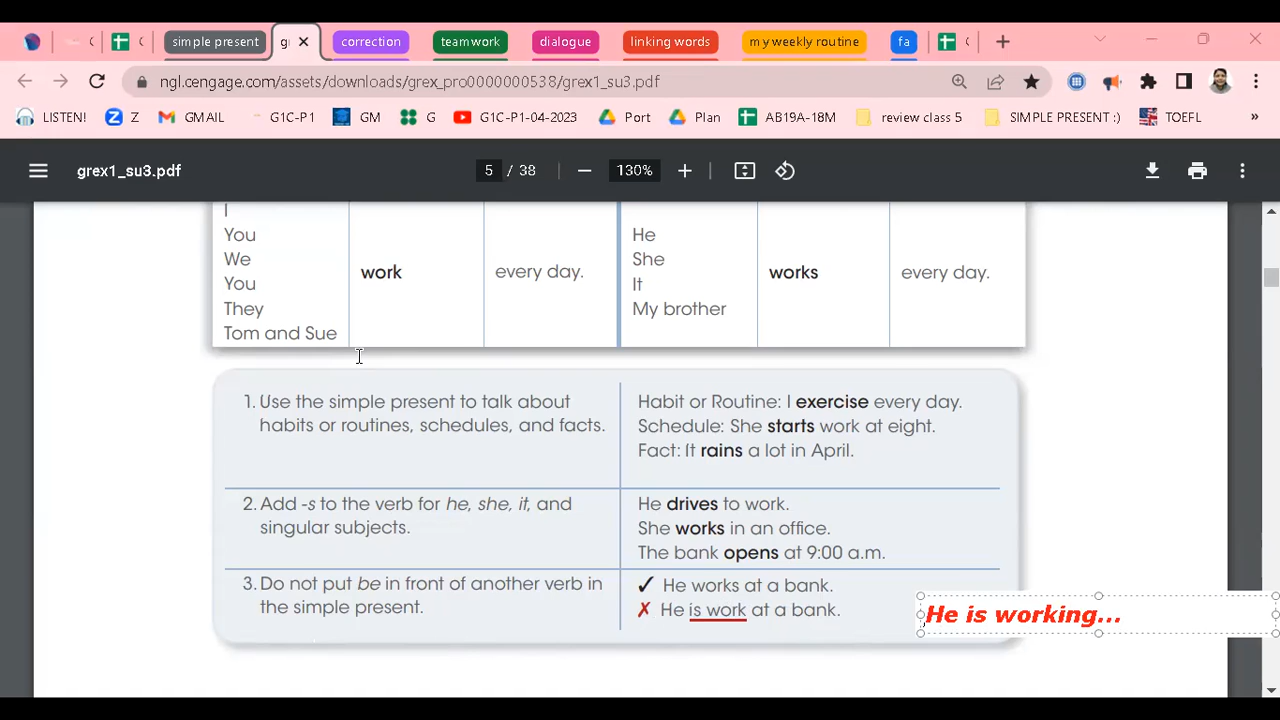 simple present
g
correction
teamwork
dialogue
linking words
my weekly routine
fa
ngl.cengage.com/assets/downloads/grex_pro0000000538/grex1_su3.pdf
LISTEN!
Z
GMAIL
G1C-P1
GM
G
G1C-P1-04-2023
Port
Plan
AB19A-18M
review class 5
SIMPLE PRESENT :)
TOEFL
»
grex1_su3.pdf
5 / 38
130%
I
You
We
You
They
Tom and Sue
work
every day.
He
She
It
My brother
works
every day.
1. Use the simple present to talk about
habits or routines, schedules, and facts.
Habit or Routine: I exercise every day.
Schedule: She starts work at eight.
Fact: It rains a lot in April.
2. Add -s to the verb for he, she, it, and
singular subjects.
He drives to work.
She works in an office.
The bank opens at 9:00 a.m.
3. Do not put be in front of another verb in
the simple present.
✓ He works at a bank.
✗ He is work at a bank.
He is working...